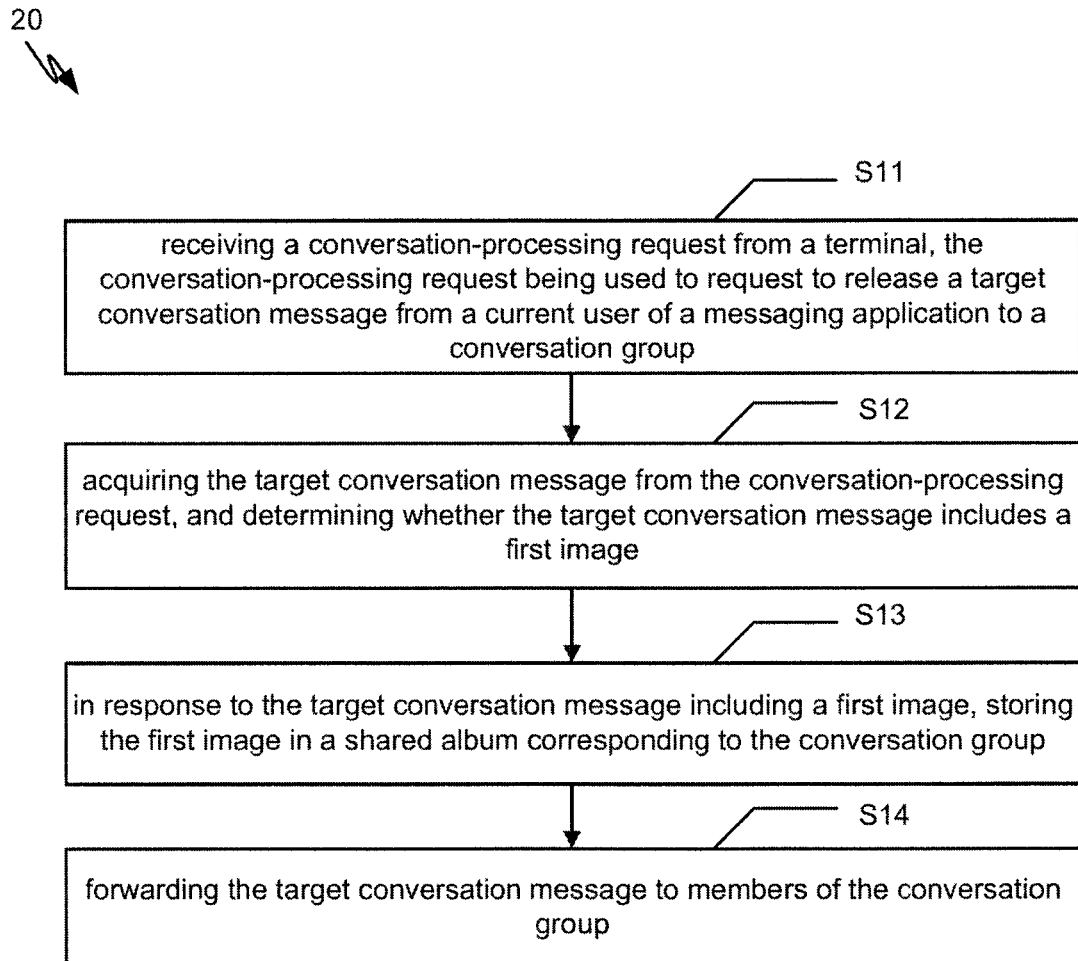 20
S11
receiving a conversation-processing request from a terminal, the
conversation-processing request being used to request to release a target
conversation message from a current user of a messaging application to a
conversation group
S12
acquiring the target conversation message from the conversation-processing
request, and determining whether the target conversation message includes a
first image
S13
in response to the target conversation message including a first image, storing
the first image in a shared album corresponding to the conversation group
S14
forwarding the target conversation message to members of the conversation
group